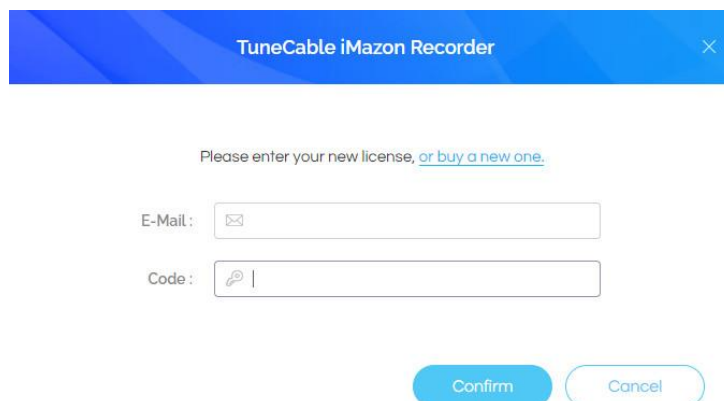 TuneCable iMazon Recorder
Please enter your new license, or buy a new one.
E-Mail :
Code :
Confirm Cancel